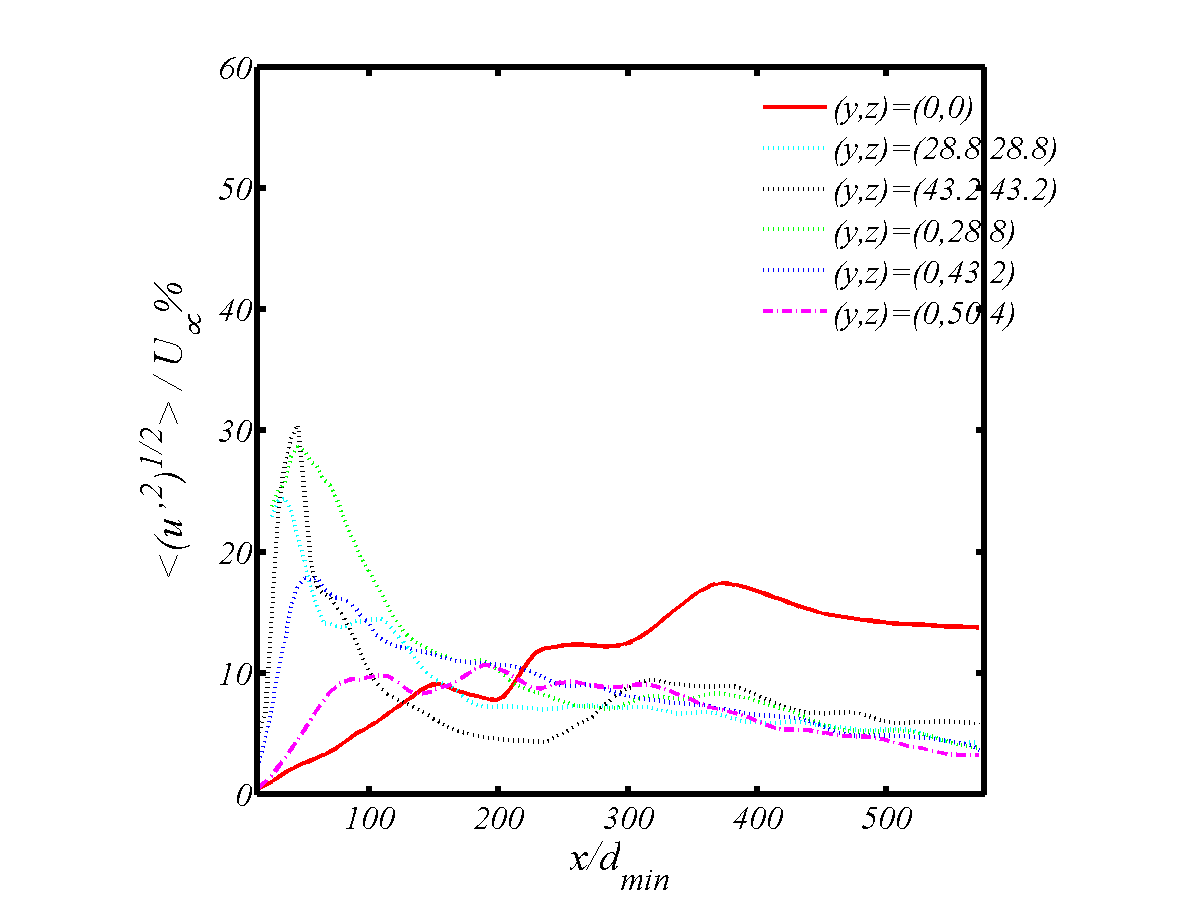 60
50
40
30
20
10
0
100 200 300 400 500
x/d_min
<(u'^2)^1/2> / U_∝%
(y,z)=(0,0)
(y,z)=(28.8,28.8)
(y,z)=(43.2,43.2)
(y,z)=(0,28.8)
(y,z)=(0,43.2)
(y,z)=(0,50.4)